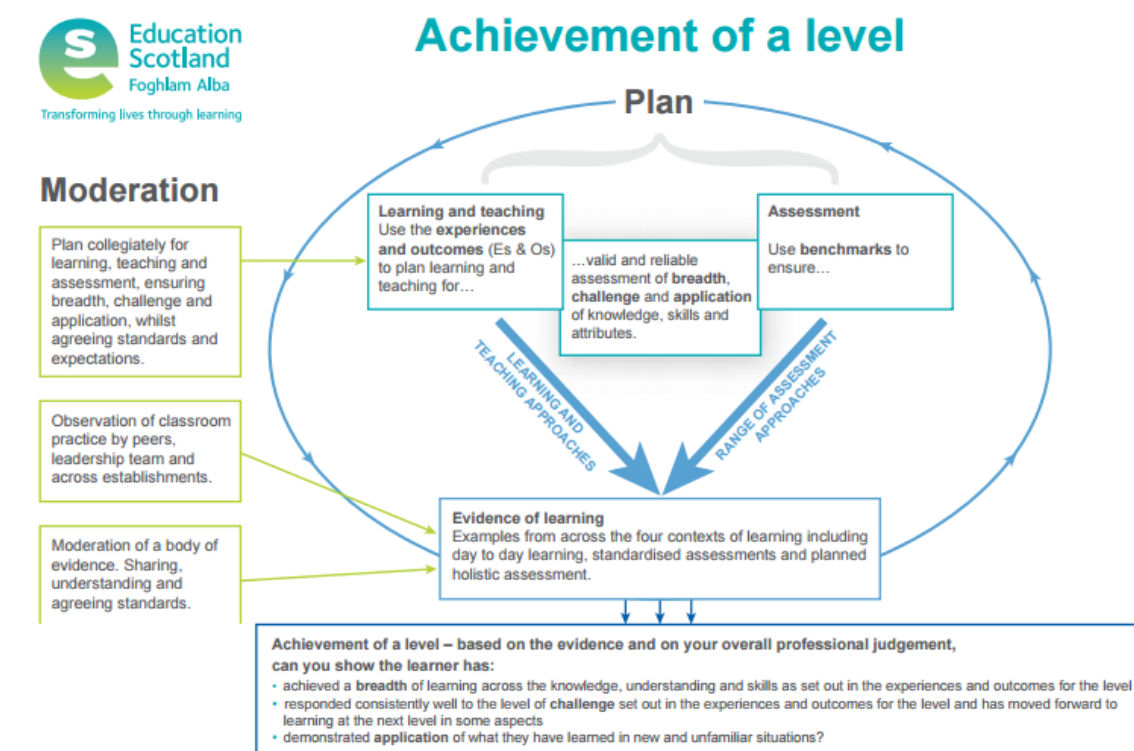 Education
Scotland
Foghlam Alba
Transforming lives through learning
Achievement of a level
Plan
Moderation
Plan collegiately for
learning, teaching and
assessment, ensuring
breadth, challenge and
application, whilst
agreeing standards and
expectations.
Observation of classroom
practice by peers,
leadership team and
across establishments.
Moderation of a body of
evidence. Sharing,
understanding and
agreeing standards.
Learning and teaching
Use the experiences
and outcomes (Es & Os)
to plan learning and
teaching for…
…valid and reliable
assessment of breadth,
challenge and application
of knowledge, skills and
attributes.
Assessment
Use benchmarks to
ensure…
LEARNING AND
TEACHING APPROACHES
RANGE OF ASSESSMENT
APPROACHES
Evidence of learning
Examples from across the four contexts of learning including
day to day learning, standardised assessments and planned
holistic assessment.
Achievement of a level – based on the evidence and on your overall professional judgement,
can you show the learner has:
• achieved a breadth of learning across the knowledge, understanding and skills as set out in the experiences and outcomes for the level
• responded consistently well to the level of challenge set out in the experiences and outcomes for the level and has moved forward to
learning at the next level in some aspects
• demonstrated application of what they have learned in new and unfamiliar situations?